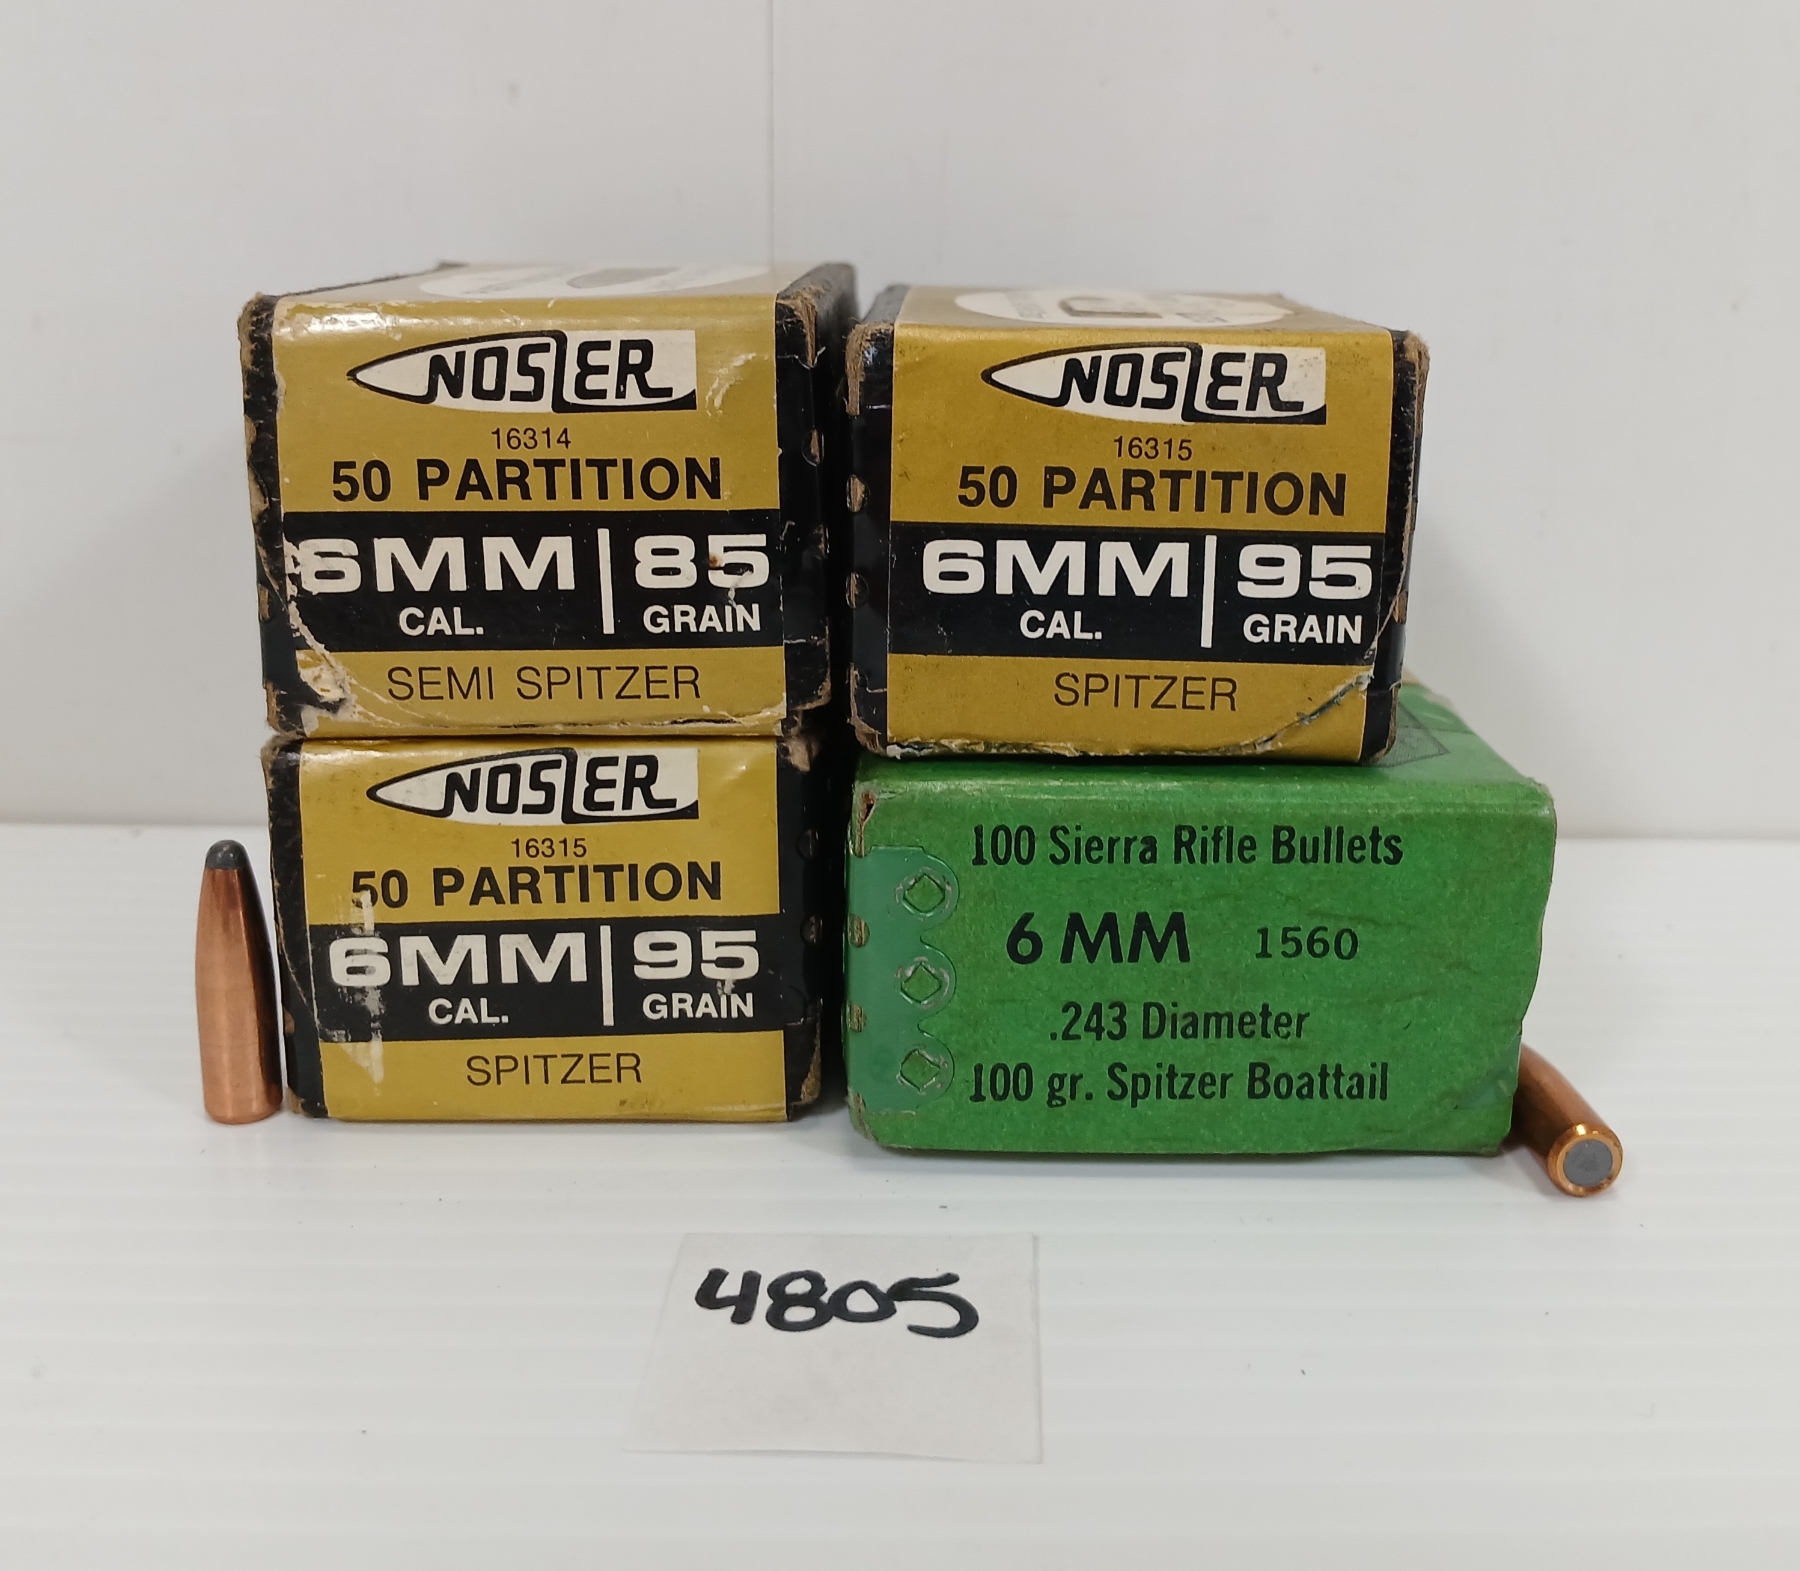 NOSLER
16314
50 PARTITION
6MM | 85
CAL. GRAIN
SEMI SPITZER
NOSLER
16315
50 PARTITION
6MM | 95
CAL. GRAIN
SPITZER
NOSLER
16315
50 PARTITION
6MM | 95
CAL. GRAIN
SPITZER
100 Sierra Rifle Bullets
6 MM 1560
.243 Diameter
100 gr. Spitzer Boattail
4805